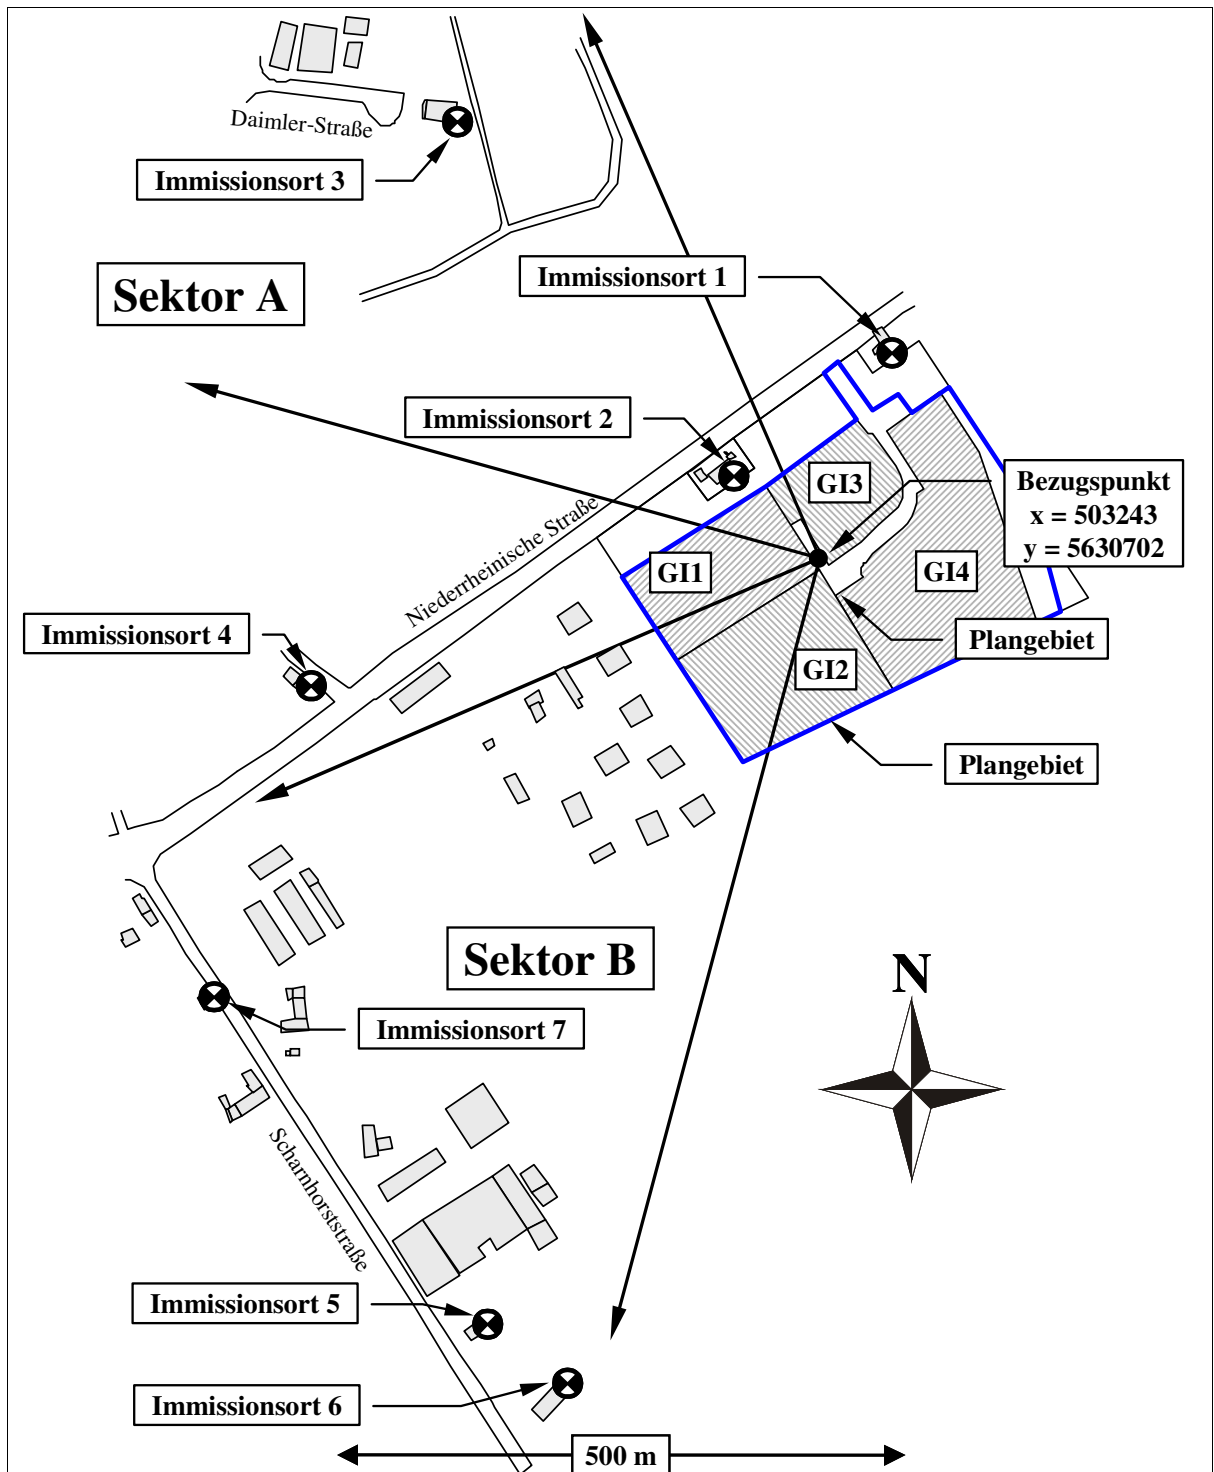 Daimler-Straße
Immissionsort 3
Sektor A
Immissionsort 1
Immissionsort 2
GI3
Bezugspunkt
x = 503243
y = 5630702
Niederrheinische Straße
GI1
GI4
Immissionsort 4
Plangebiet
GI2
Plangebiet
Sektor B
N
Immissionsort 7
Scharnhorststraße
Immissionsort 5
Immissionsort 6
500 m